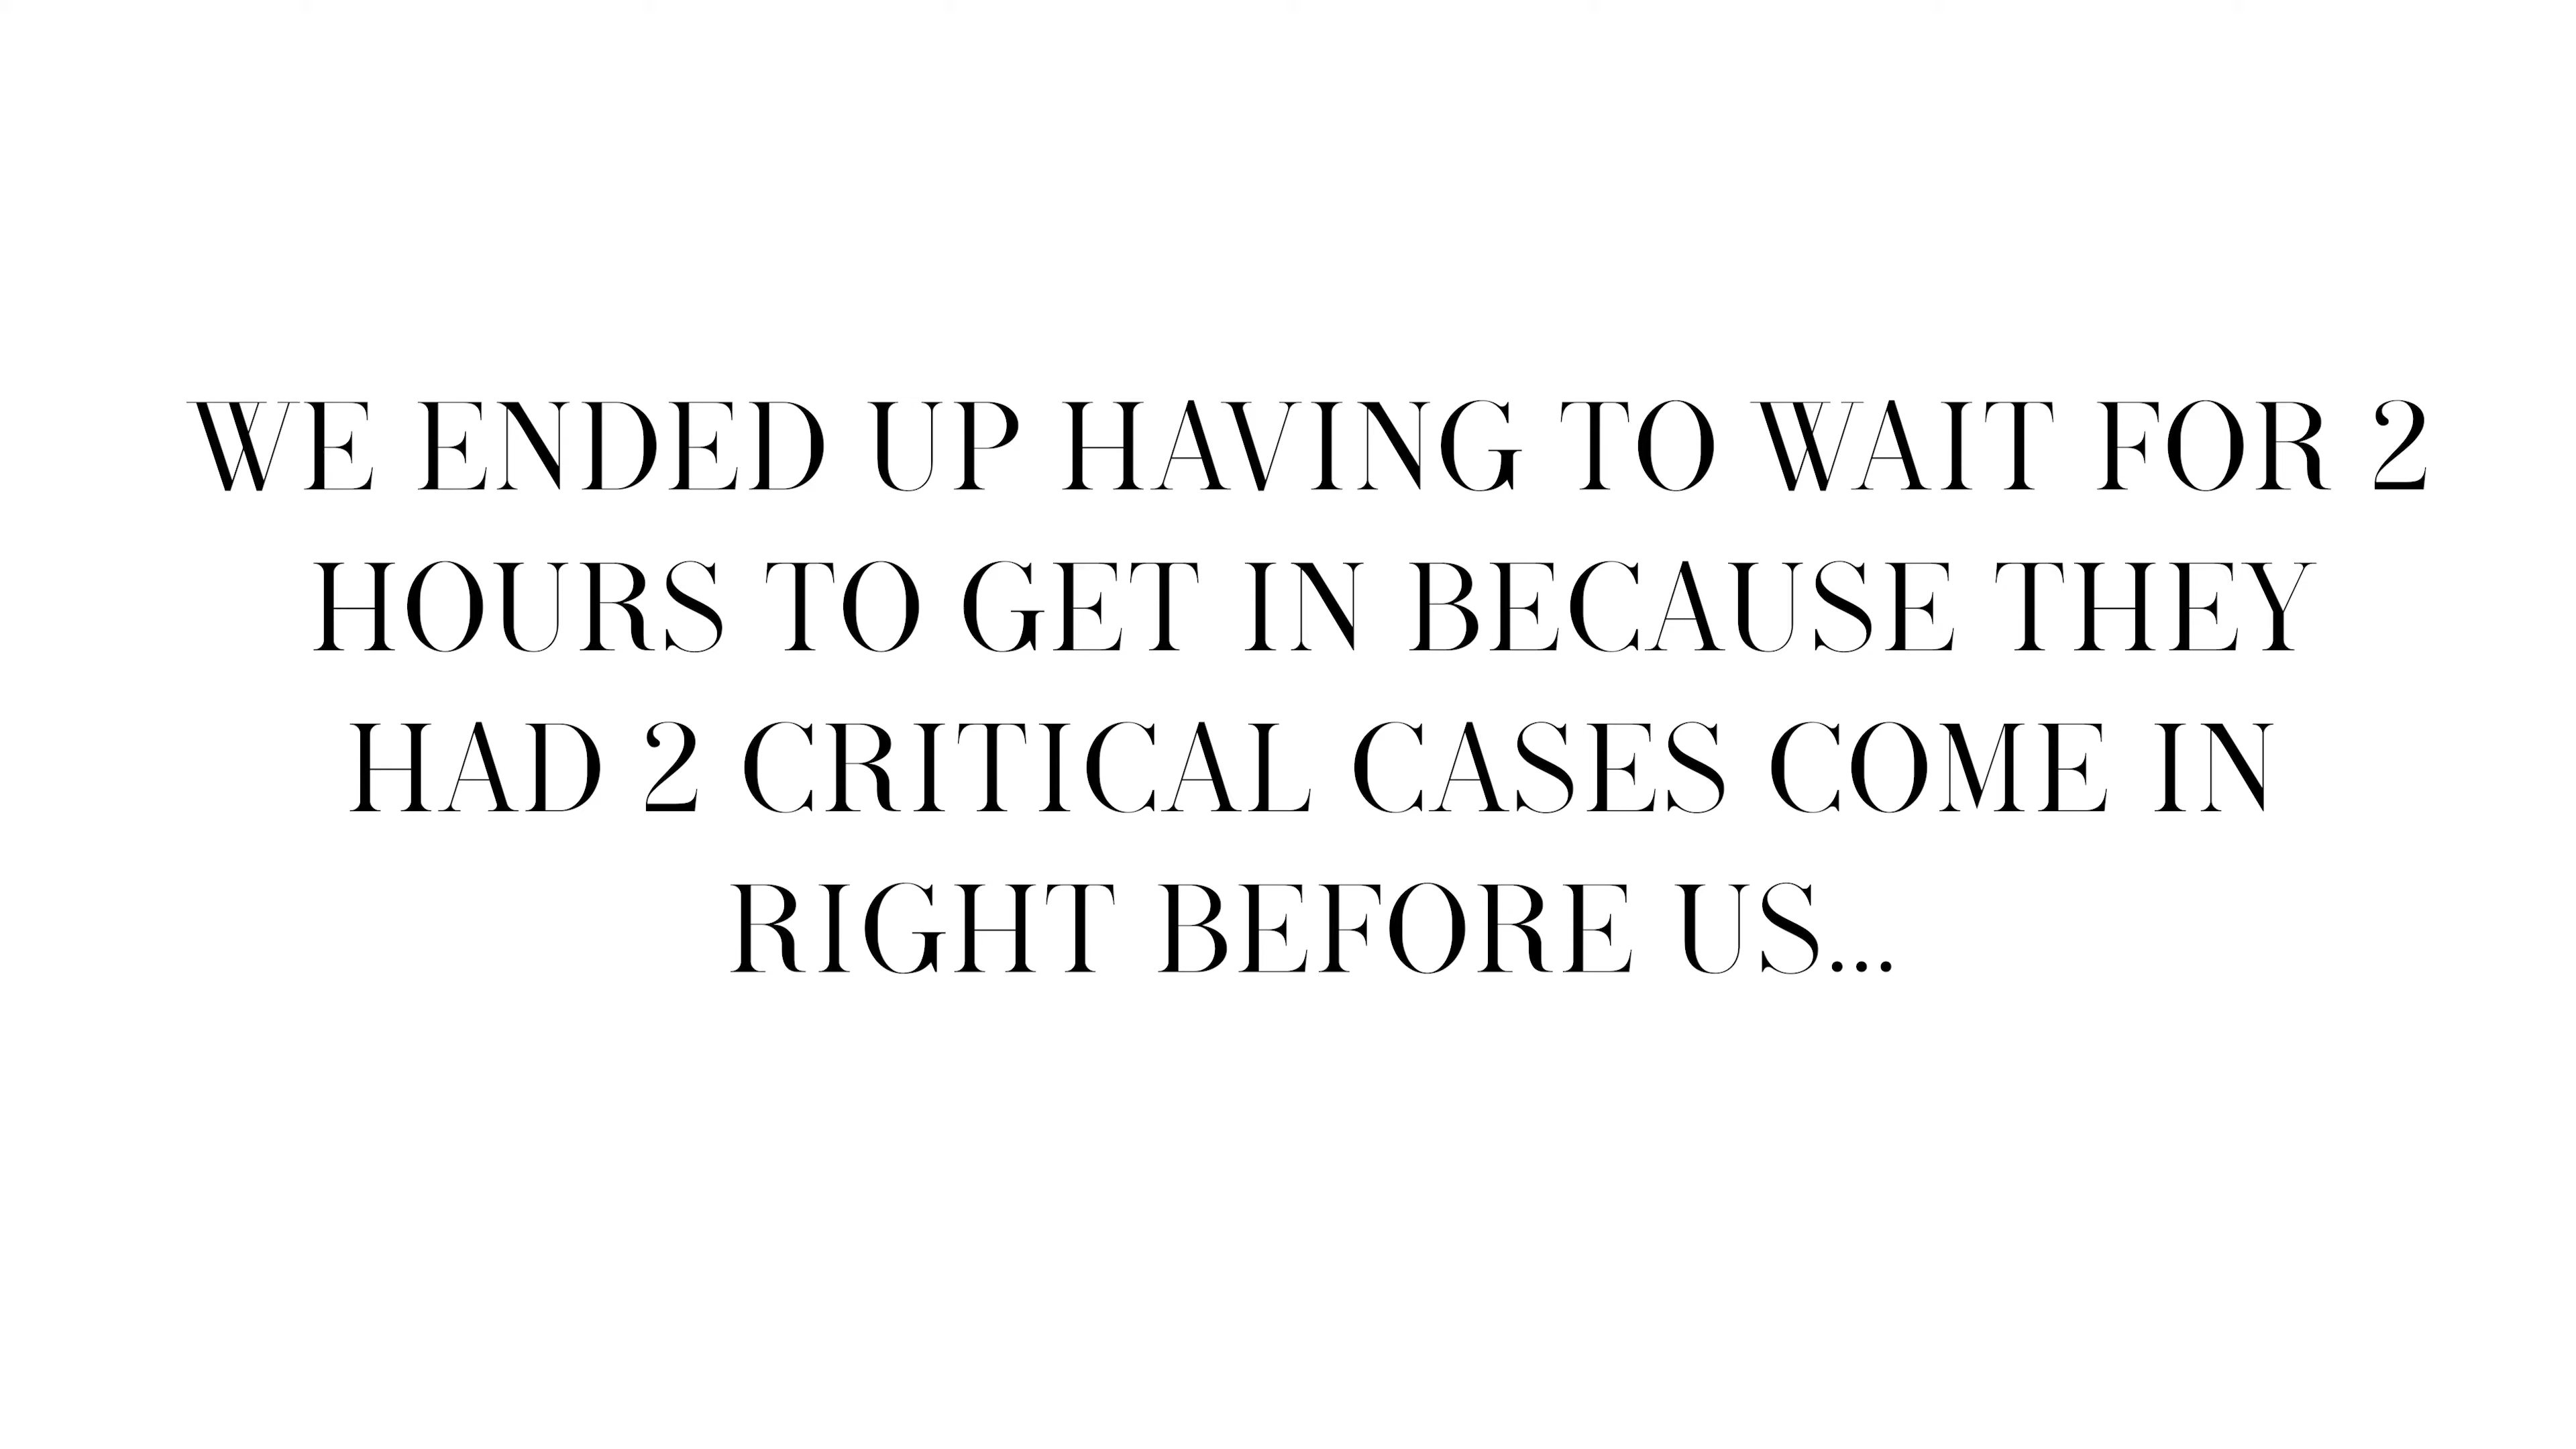 WE ENDED UP HAVING TO WAIT FOR 2
HOURS TO GET IN BECAUSE THEY
HAD 2 CRITICAL CASES COME IN
RIGHT BEFORE US...